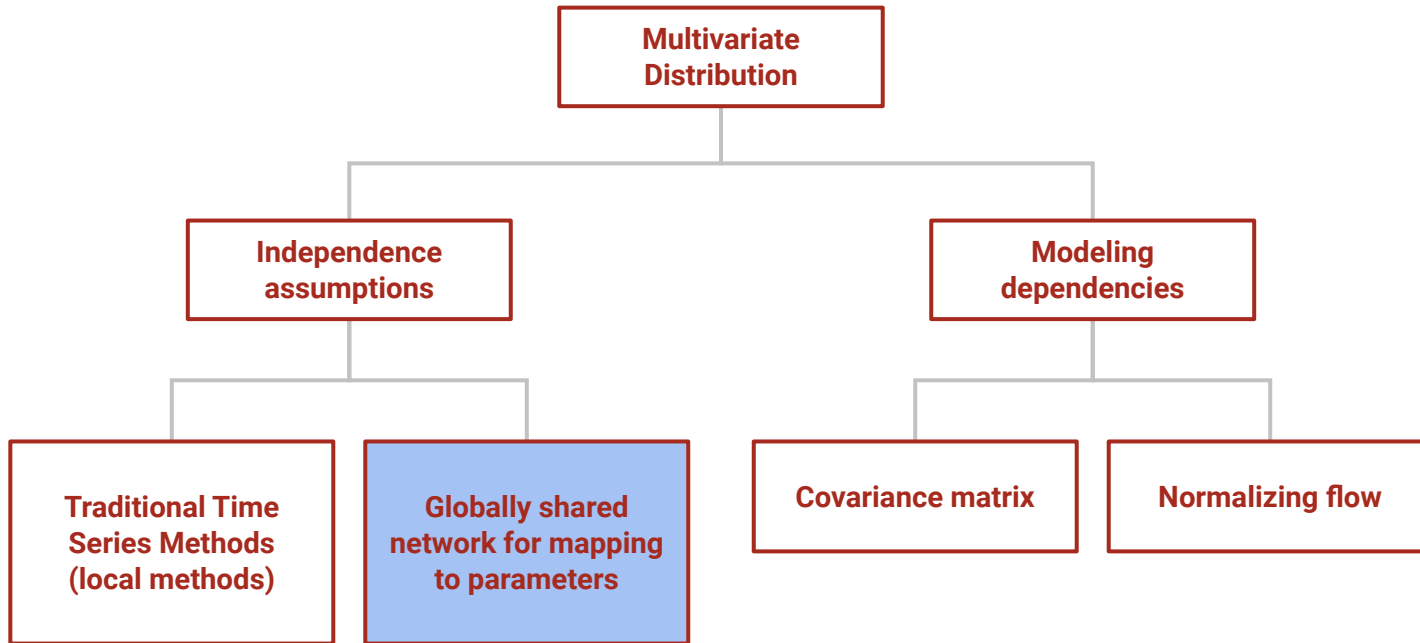 Multivariate
Distribution
Independence
assumptions
Modeling
dependencies
Traditional Time
Series Methods
(local methods)
Globally shared
network for mapping
to parameters
Covariance matrix
Normalizing flow